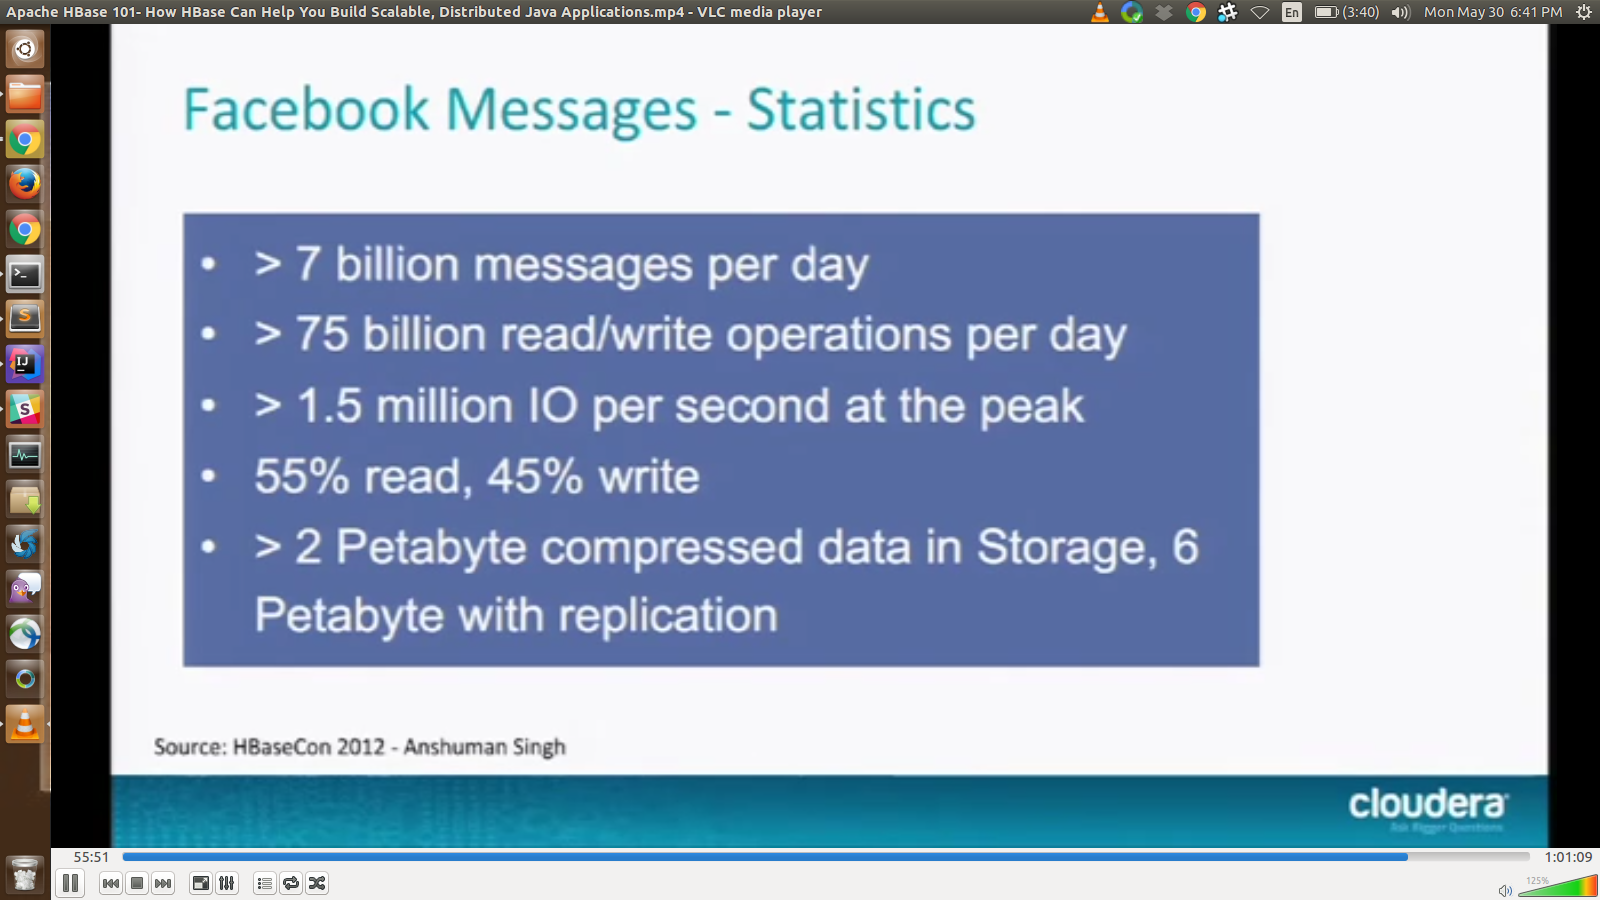 Apache HBase 101- How HBase Can Help You Build Scalable, Distributed Java Applications.mp4 - VLC media player
En
(3:40)
Mon May 30 6:41 PM
Facebook Messages - Statistics
• > 7 billion messages per day
• > 75 billion read/write operations per day
• > 1.5 million IO per second at the peak
• 55% read, 45% write
• > 2 Petabyte compressed data in Storage, 6
Petabyte with replication
Source: HBaseCon 2012 - Anshuman Singh
cloudera
Ask Bigger Questions
55:51
1:01:09
125%